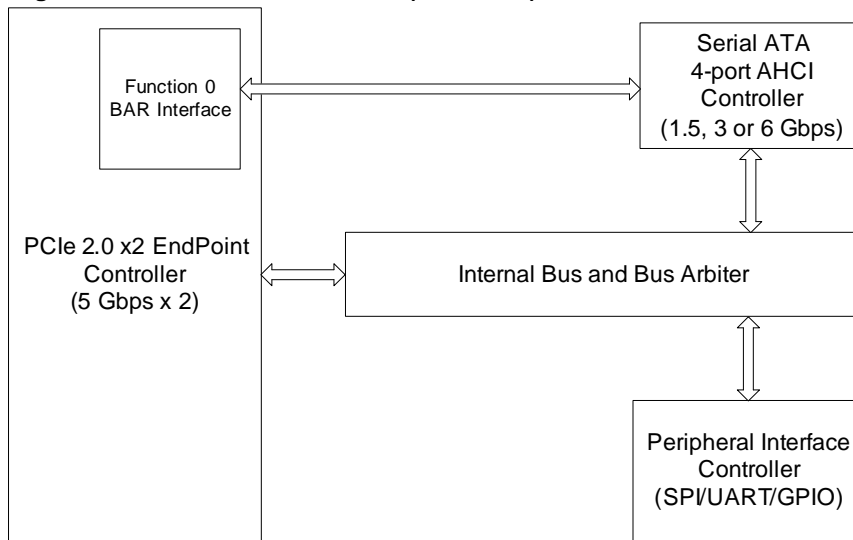 Function 0
BAR Interface
Serial ATA
4-port AHCI
Controller
(1.5, 3 or 6 Gbps)
PCIe 2.0 x2 EndPoint
Controller
(5 Gbps x 2)
Internal Bus and Bus Arbiter
Peripheral Interface
Controller
(SPI/UART/GPIO)